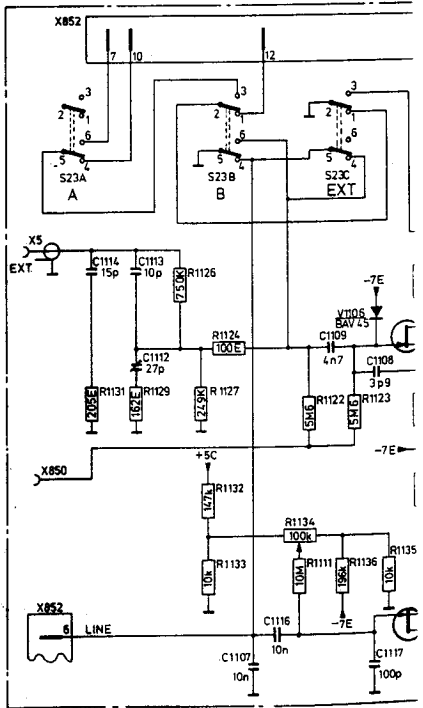 X852
7 10 12
3 3 3
2 1 2 1 2 1
6 6 6
5 4 5 4 5 4
S23A S23B S23C
A B EXT
X5
EXT.
C1114
15p
C1113
10p
R1126
750K
C1112
27p
R1124
100E
C1109
4n7
-7E
V1106
BAV 45
C1108
3p9
R1131
205E
R1129
162E
R1127
249K
R1122
5M6
R1123
5M6
X850
+5C
-7E
R1132
147k
R1134
100k
R1133
10k
R1111
10M
R1136
196k
R1135
10k
-7E
X852
6 LINE
C1116
10n
C1107
10n
C1117
100p